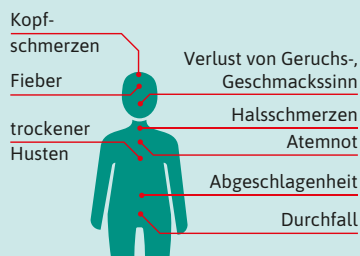 Kopf-
schmerzen
Fieber
trockener
Husten
Verlust von Geruchs-,
Geschmackssinn
Halsschmerzen
Atemnot
Abgeschlagenheit
Durchfall